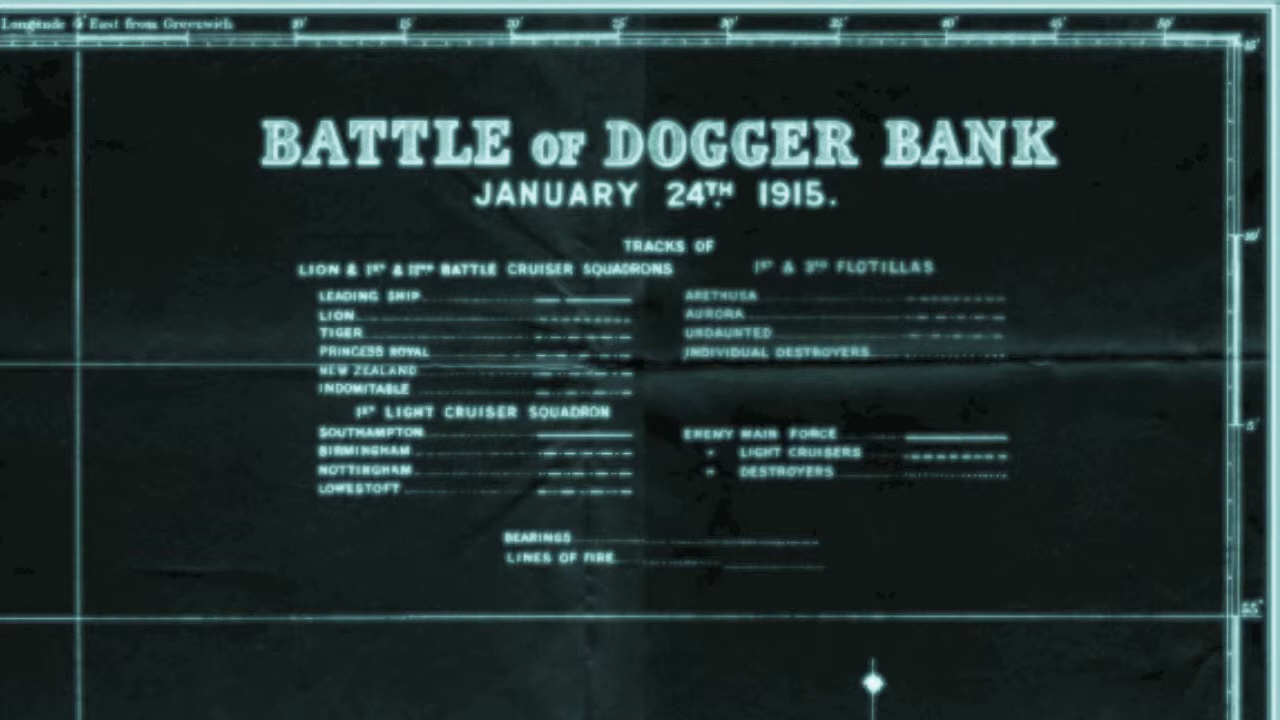 Longitude 6° East from Greenwich
BATTLE OF DOGGER BANK
JANUARY 24TH 1915.
TRACKS OF
LION & 1ST & IIND BATTLE CRUISER SQUADRONS
LEADING SHIP
LION
TIGER
PRINCESS ROYAL
NEW ZEALAND
INDOMITABLE
1ST LIGHT CRUISER SQUADRON
SOUTHAMPTON
BIRMINGHAM
NOTTINGHAM
LOWESTOFT
1ST & 3RD FLOTILLAS
ARETHUSA
AURORA
UNDAUNTED
INDIVIDUAL DESTROYERS
ENEMY MAIN FORCE
" LIGHT CRUISERS
" DESTROYERS
BEARINGS
LINES OF FIRE